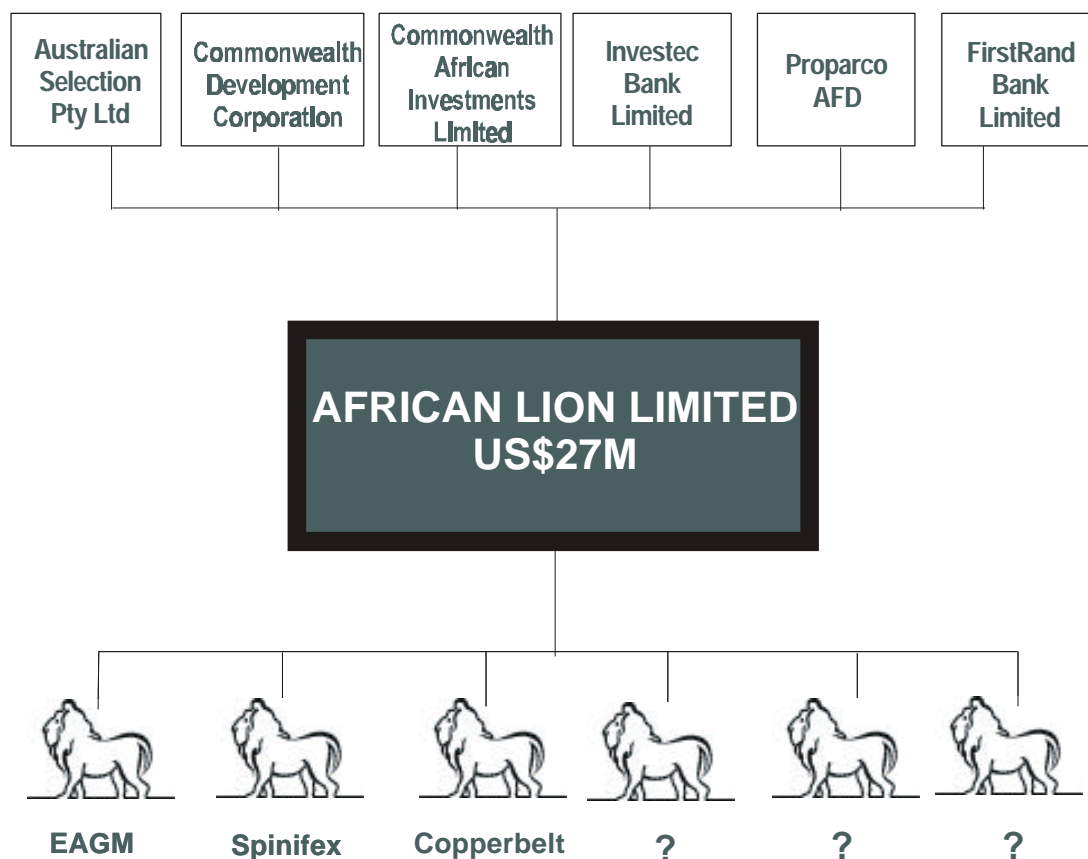 Australian
Selection
Pty Ltd
Commonwealth
Development
Corporation
Commonwealth
African
Investments
Limited
Investec
Bank
Limited
Proparco
AFD
FirstRand
Bank
Limited
AFRICAN LION LIMITED
US$27M
EAGM
Spinifex
Copperbelt
?
?
?